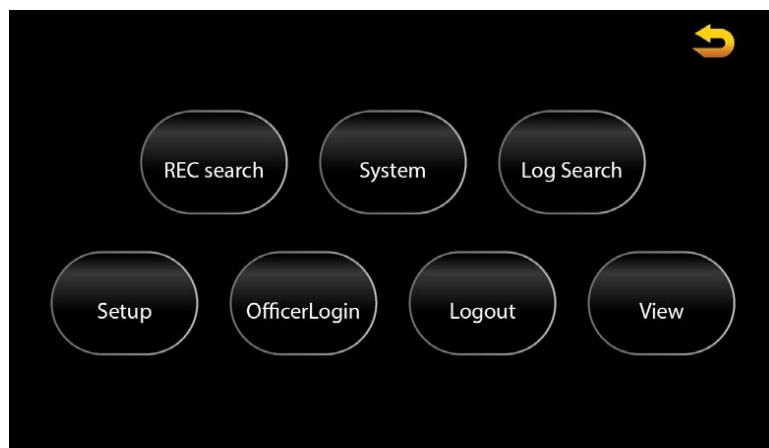 REC search
System
Log Search
Setup
OfficerLogin
Logout
View